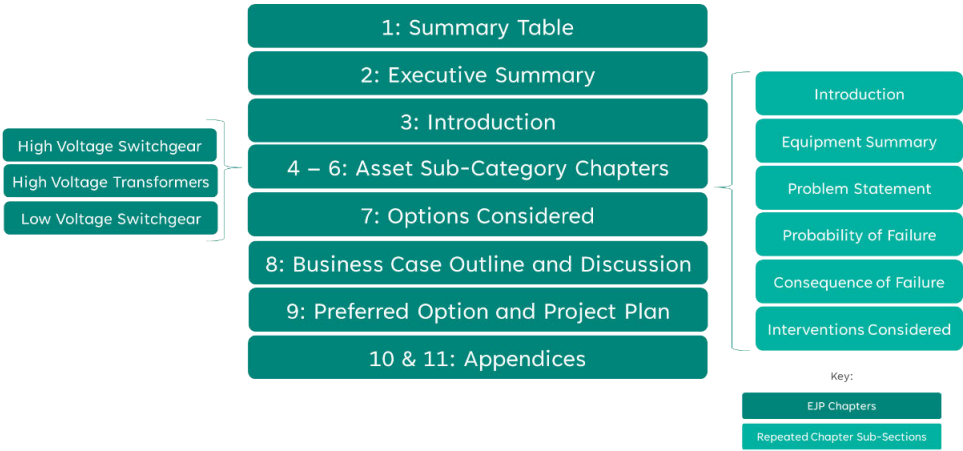 1: Summary Table
2: Executive Summary
3: Introduction
4 – 6: Asset Sub-Category Chapters
7: Options Considered
8: Business Case Outline and Discussion
9: Preferred Option and Project Plan
10 & 11: Appendices
High Voltage Switchgear
High Voltage Transformers
Low Voltage Switchgear
Introduction
Equipment Summary
Problem Statement
Probability of Failure
Consequence of Failure
Interventions Considered
Key:
EJP Chapters
Repeated Chapter Sub-Sections